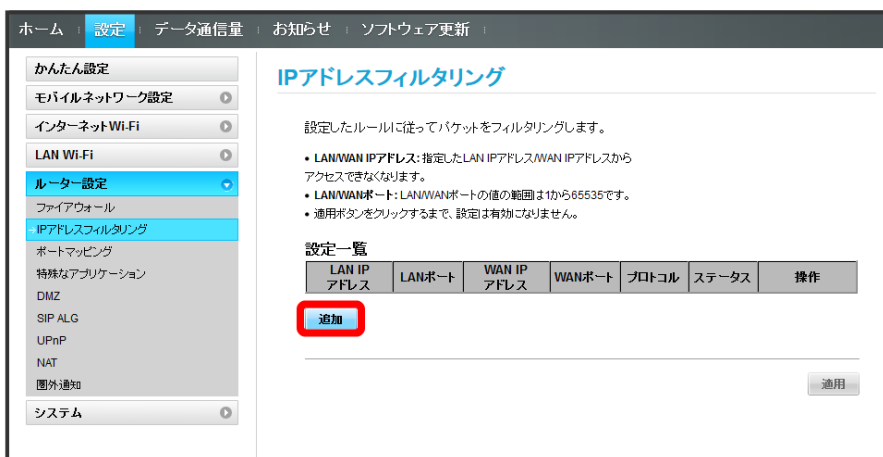 ホーム 設定 データ通信量 お知らせ ソフトウェア更新
かんたん設定
モバイルネットワーク設定
インターネットWi-Fi
LAN Wi-Fi
ルーター設定
ファイアウォール
IPアドレスフィルタリング
ポートマッピング
特殊なアプリケーション
DMZ
SIP ALG
UPnP
NAT
圏外通知
システム
IPアドレスフィルタリング
設定したルールに従ってパケットをフィルタリングします。
• LAN/WAN IPアドレス: 指定したLAN IPアドレス/WAN IPアドレスから
アクセスできなくなります。
• LAN/WANポート: LAN/WANポートの値の範囲は1から65535です。
• 適用ボタンをクリックするまで、設定は有効になりません。
設定一覧
LAN IP アドレス LANポート WAN IP アドレス WANポート プロトコル ステータス 操作
追加
適用